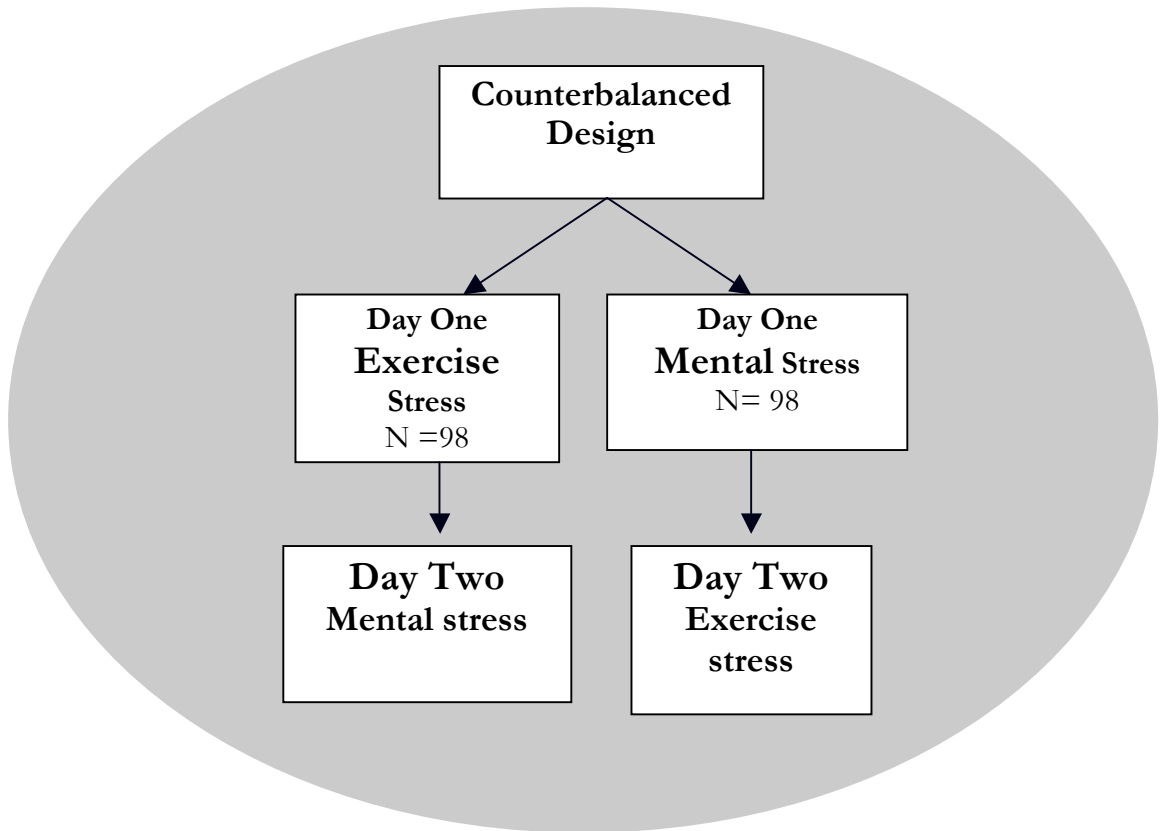 Counterbalanced
Design
Day One
Exercise
Stress
N =98
Day One
Mental Stress
N= 98
Day Two
Mental stress
Day Two
Exercise
stress